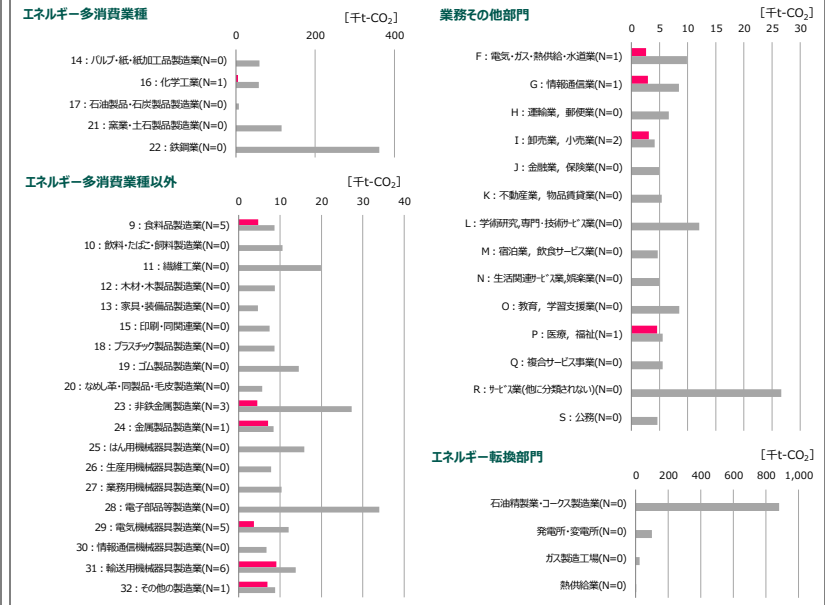 エネルギー多消費業種
[千t-CO₂]
0 200 400
14：パルプ・紙・紙加工品製造業(N=0)
16：化学工業(N=1)
17：石油製品・石炭製品製造業(N=0)
21：窯業・土石製品製造業(N=0)
22：鉄鋼業(N=0)
エネルギー多消費業種以外
[千t-CO₂]
0 10 20 30 40
9：食料品製造業(N=5)
10：飲料・たばこ・飼料製造業(N=0)
11：繊維工業(N=0)
12：木材・木製品製造業(N=0)
13：家具・装備品製造業(N=0)
15：印刷・同関連業(N=0)
18：プラスチック製品製造業(N=0)
19：ゴム製品製造業(N=0)
20：なめし革・同製品・毛皮製造業(N=0)
23：非鉄金属製造業(N=3)
24：金属製品製造業(N=1)
25：はん用機械器具製造業(N=0)
26：生産用機械器具製造業(N=0)
27：業務用機械器具製造業(N=0)
28：電子部品等製造業(N=0)
29：電気機械器具製造業(N=5)
30：情報通信機械器具製造業(N=0)
31：輸送用機械器具製造業(N=6)
32：その他の製造業(N=1)
業務その他部門
[千t-CO₂]
0 5 10 15 20 25 30
F：電気・ガス・熱供給・水道業(N=1)
G：情報通信業(N=1)
H：運輸業，郵便業(N=0)
I：卸売業，小売業(N=2)
J：金融業，保険業(N=0)
K：不動産業，物品賃貸業(N=0)
L：学術研究,専門・技術ｻｰﾋﾞｽ業(N=0)
M：宿泊業，飲食サービス業(N=0)
N：生活関連ｻｰﾋﾞｽ業,娯楽業(N=0)
O：教育，学習支援業(N=0)
P：医療，福祉(N=1)
Q：複合サービス事業(N=0)
R：ｻｰﾋﾞｽ業(他に分類されない)(N=0)
S：公務(N=0)
エネルギー転換部門
[千t-CO₂]
0 200 400 600 800 1,000
石油精製業・コークス製造業(N=0)
発電所・変電所(N=0)
ガス製造工場(N=0)
熱供給業(N=0)